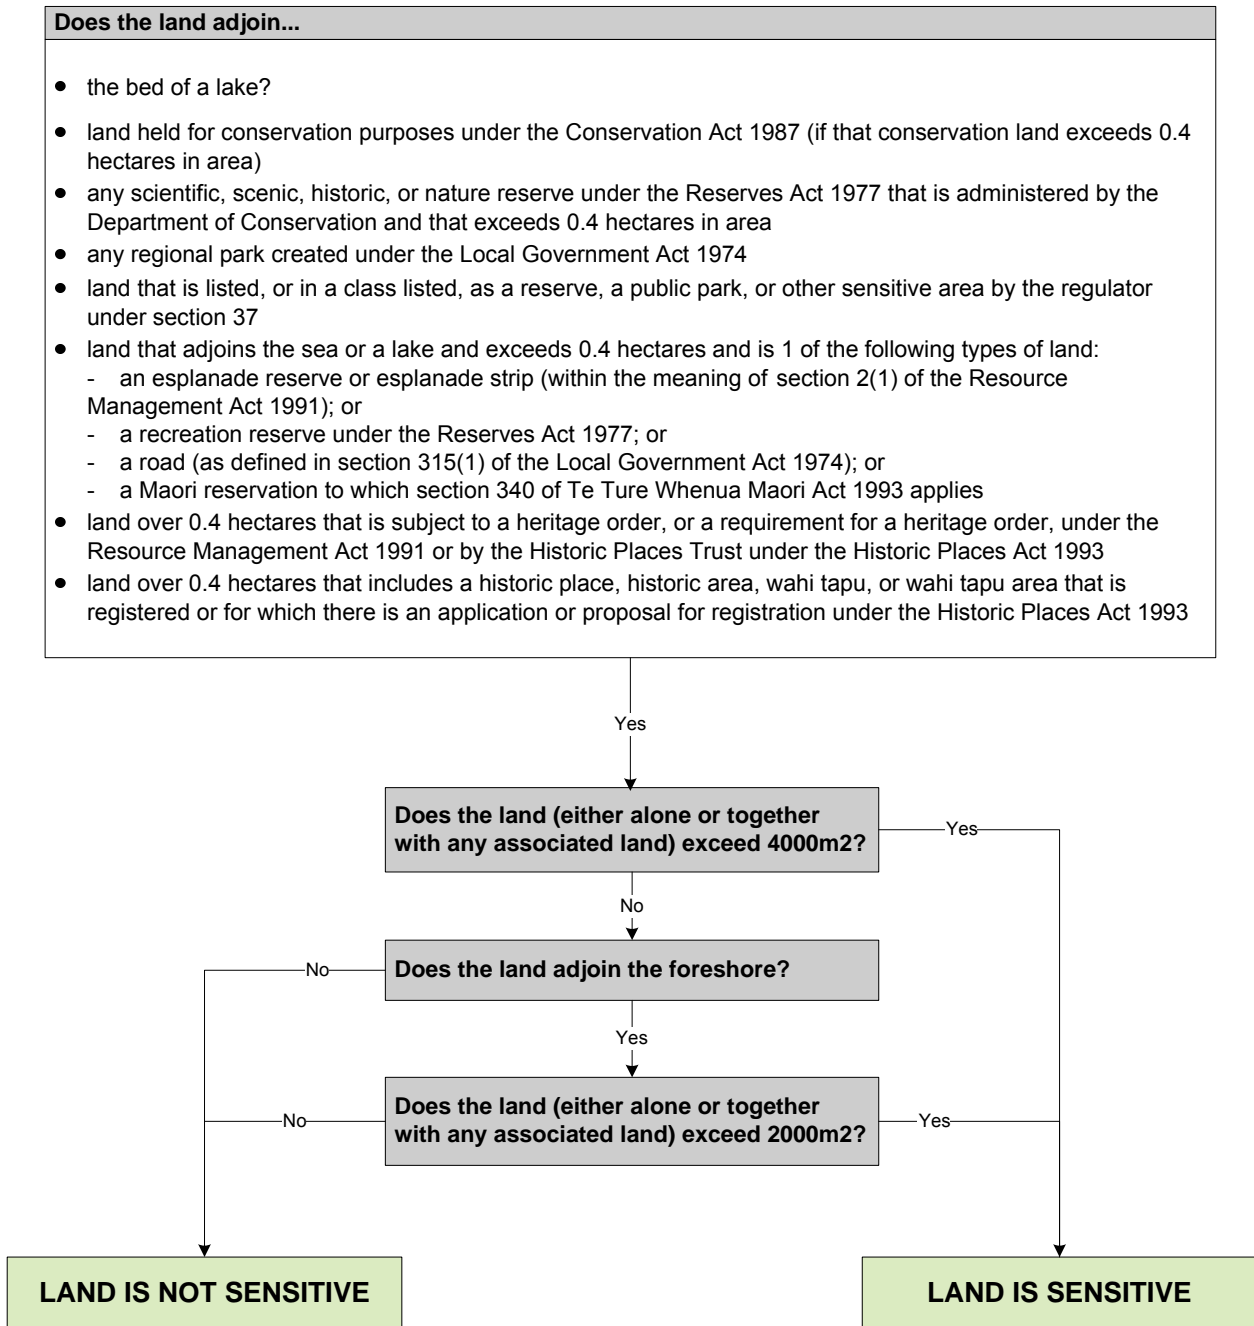 Does the land adjoin...
• the bed of a lake?
• land held for conservation purposes under the Conservation Act 1987 (if that conservation land exceeds 0.4
hectares in area)
• any scientific, scenic, historic, or nature reserve under the Reserves Act 1977 that is administered by the
Department of Conservation and that exceeds 0.4 hectares in area
• any regional park created under the Local Government Act 1974
• land that is listed, or in a class listed, as a reserve, a public park, or other sensitive area by the regulator
under section 37
• land that adjoins the sea or a lake and exceeds 0.4 hectares and is 1 of the following types of land:
- an esplanade reserve or esplanade strip (within the meaning of section 2(1) of the Resource
Management Act 1991); or
- a recreation reserve under the Reserves Act 1977; or
- a road (as defined in section 315(1) of the Local Government Act 1974); or
- a Maori reservation to which section 340 of Te Ture Whenua Maori Act 1993 applies
• land over 0.4 hectares that is subject to a heritage order, or a requirement for a heritage order, under the
Resource Management Act 1991 or by the Historic Places Trust under the Historic Places Act 1993
• land over 0.4 hectares that includes a historic place, historic area, wahi tapu, or wahi tapu area that is
registered or for which there is an application or proposal for registration under the Historic Places Act 1993
Yes
Does the land (either alone or together
with any associated land) exceed 4000m2?
Yes
No
Does the land adjoin the foreshore?
No
Yes
Does the land (either alone or together
with any associated land) exceed 2000m2?
No
Yes
LAND IS NOT SENSITIVE
LAND IS SENSITIVE